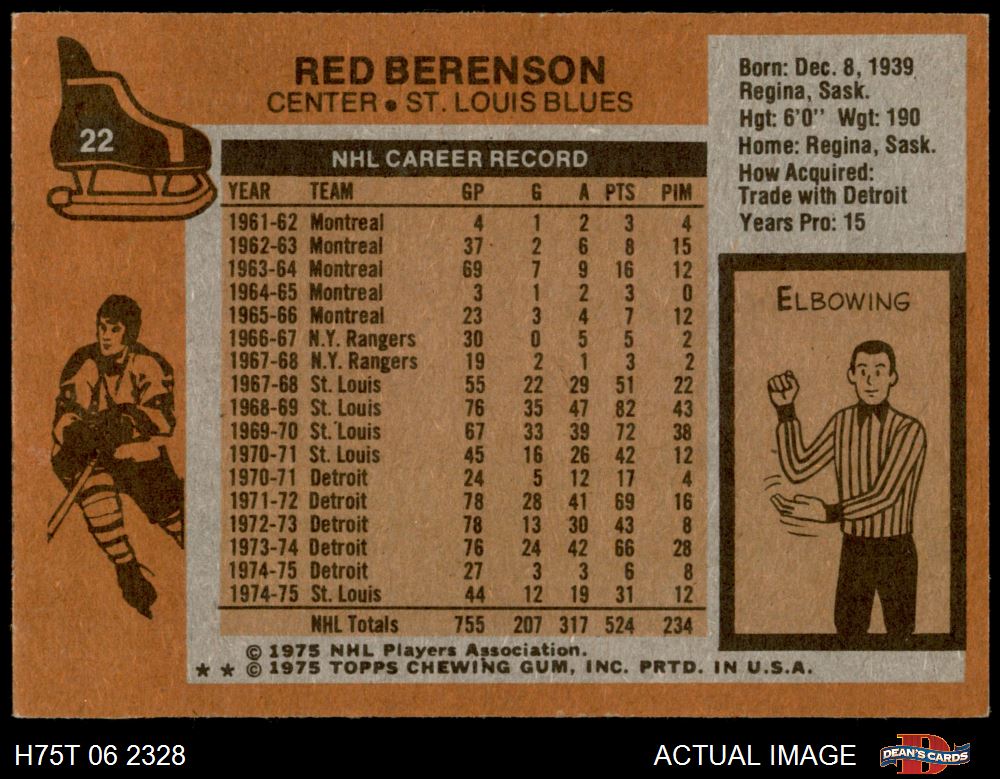 22
RED BERENSON
CENTER • ST. LOUIS BLUES
Born: Dec. 8, 1939
Regina, Sask.
Hgt: 6'0" Wgt: 190
Home: Regina, Sask.
How Acquired:
Trade with Detroit
Years Pro: 15
NHL CAREER RECORD
YEAR TEAM GP G A PTS PIM
1961-62 Montreal 4 1 2 3 4
1962-63 Montreal 37 2 6 8 15
1963-64 Montreal 69 7 9 16 12
1964-65 Montreal 3 1 2 3 0
1965-66 Montreal 23 3 4 7 12
1966-67 N.Y. Rangers 30 0 5 5 2
1967-68 N.Y. Rangers 19 2 1 3 2
1967-68 St. Louis 55 22 29 51 22
1968-69 St. Louis 76 35 47 82 43
1969-70 St. Louis 67 33 39 72 38
1970-71 St. Louis 45 16 26 42 12
1970-71 Detroit 24 5 12 17 4
1971-72 Detroit 78 28 41 69 16
1972-73 Detroit 78 13 30 43 8
1973-74 Detroit 76 24 42 66 28
1974-75 Detroit 27 3 3 6 8
1974-75 St. Louis 44 12 19 31 12
NHL Totals 755 207 317 524 234
ELBOWING
© 1975 NHL Players Association.
★ ★ © 1975 TOPPS CHEWING GUM, INC. PRTD. IN U.S.A.
H75T 06 2328
ACTUAL IMAGE
DEAN'S CARDS